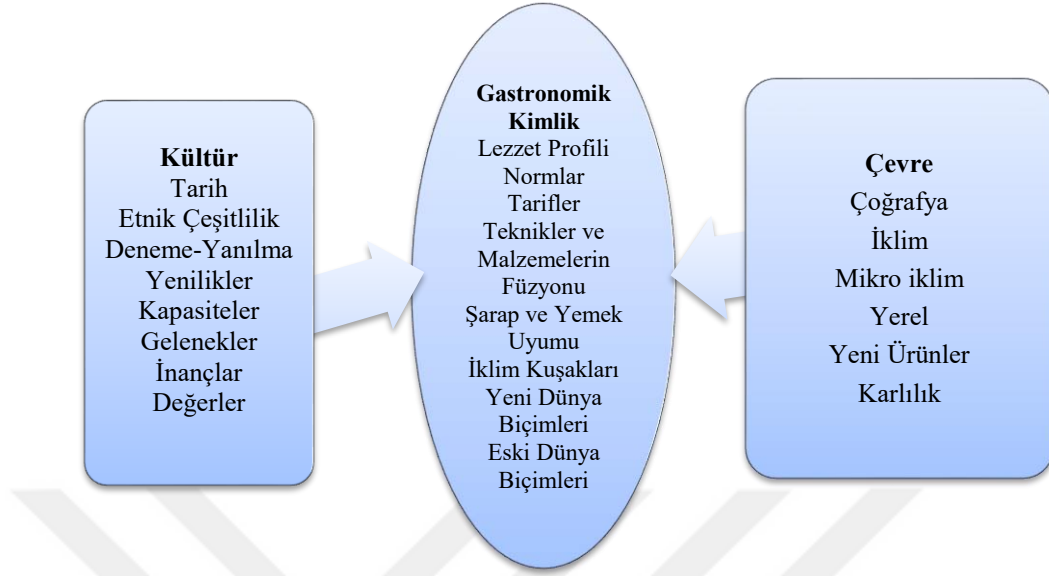 Kültür
Tarih
Etnik Çeşitlilik
Deneme-Yanılma
Yenilikler
Kapasiteler
Gelenekler
İnançlar
Değerler
Gastronomik
Kimlik
Lezzet Profili
Normlar
Tarifler
Teknikler ve
Malzemelerin
Füzyonu
Şarap ve Yemek
Uyumu
İklim Kuşakları
Yeni Dünya
Biçimleri
Eski Dünya
Biçimleri
Çevre
Çoğrafya
İklim
Mikro iklim
Yerel
Yeni Ürünler
Karlılık